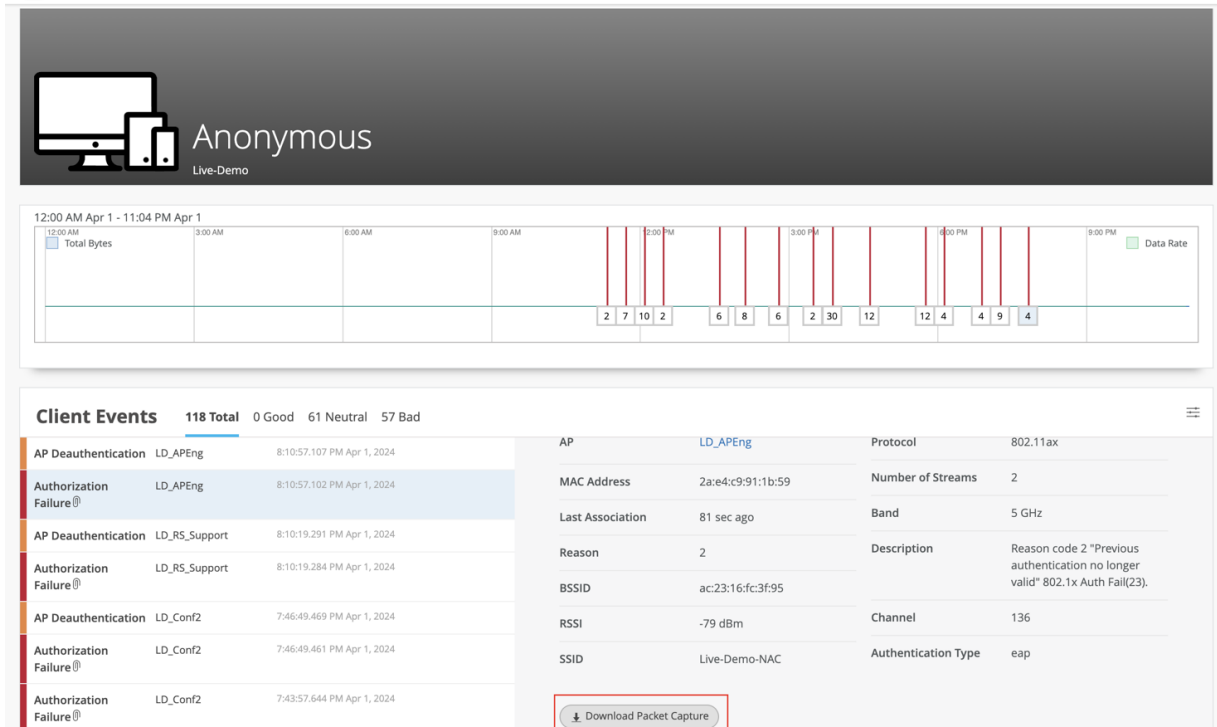 Anonymous
Live-Demo
12:00 AM Apr 1 - 11:04 PM Apr 1
12:00 AM 3:00 AM 6:00 AM 9:00 AM 12:00 PM 3:00 PM 6:00 PM 9:00 PM
Total Bytes
Data Rate
2 7 10 2 6 8 6 2 30 12 12 4 4 9 4
Client Events 118 Total 0 Good 61 Neutral 57 Bad
AP Deauthentication LD_APEng 8:10:57.107 PM Apr 1, 2024
Authorization LD_APEng 8:10:57.102 PM Apr 1, 2024
Failure
AP Deauthentication LD_RS_Support 8:10:19.291 PM Apr 1, 2024
Authorization LD_RS_Support 8:10:19.284 PM Apr 1, 2024
Failure
AP Deauthentication LD_Conf2 7:46:49.469 PM Apr 1, 2024
Authorization LD_Conf2 7:46:49.461 PM Apr 1, 2024
Failure
Authorization LD_Conf2 7:43:57.644 PM Apr 1, 2024
Failure
AP LD_APEng
MAC Address 2a:e4:c9:91:1b:59
Last Association 81 sec ago
Reason 2
BSSID ac:23:16:fc:3f:95
RSSI -79 dBm
SSID Live-Demo-NAC
Protocol 802.11ax
Number of Streams 2
Band 5 GHz
Description Reason code 2 "Previous
authentication no longer
valid" 802.1x Auth Fail(23).
Channel 136
Authentication Type eap
Download Packet Capture